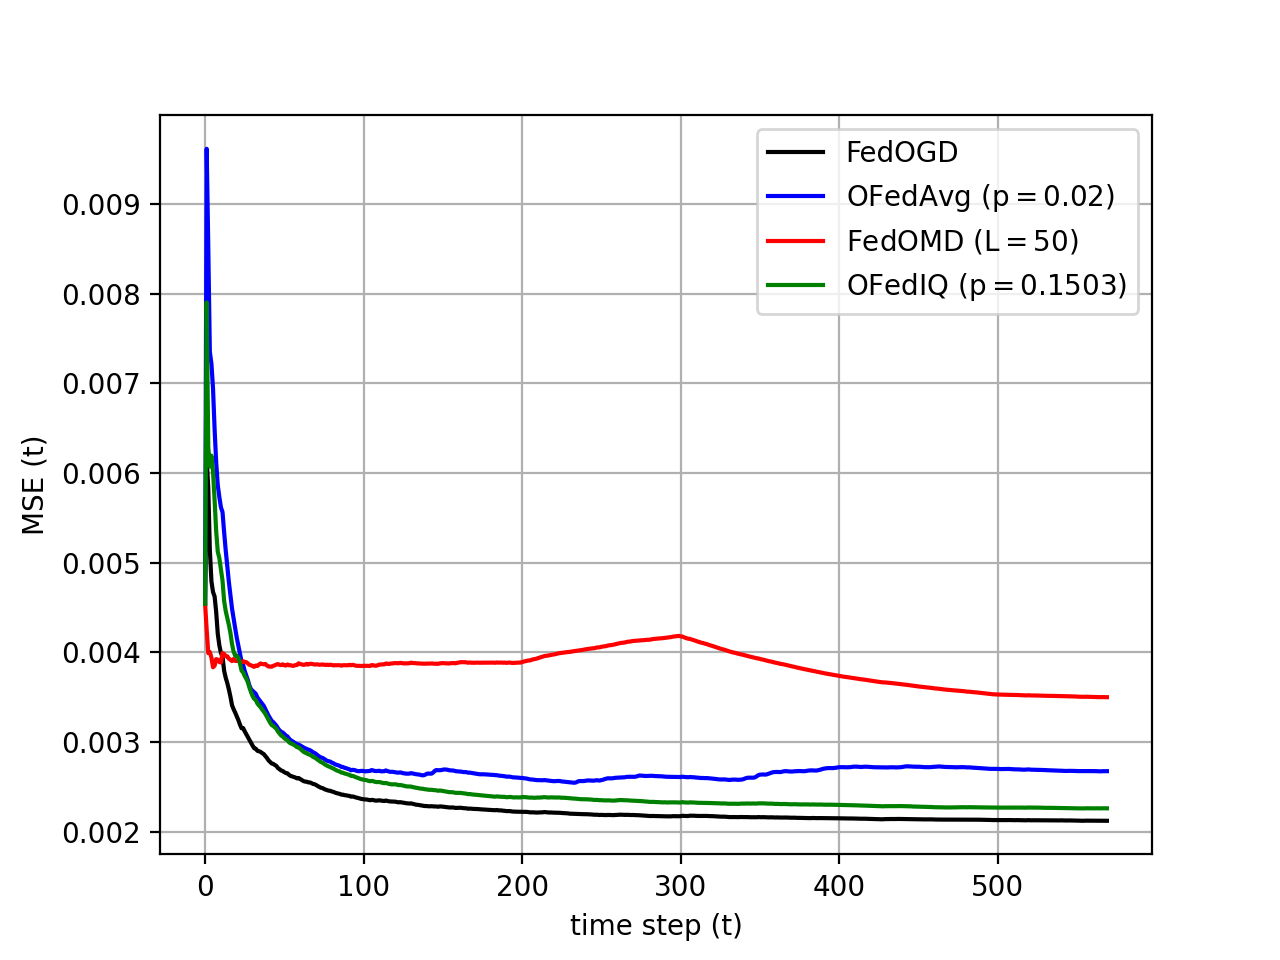 FedOGD
OFedAvg (p = 0.02)
FedOMD (L = 50)
OFedIQ (p = 0.1503)
0.009
0.008
0.007
0.006
0.005
0.004
0.003
0.002
MSE (t)
0 100 200 300 400 500
time step (t)